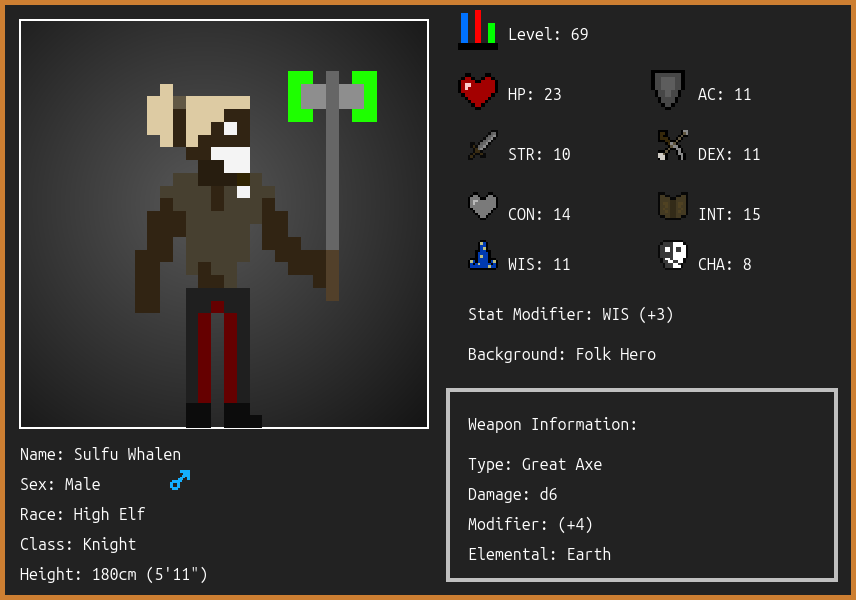 Level: 69
HP: 23
AC: 11
STR: 10
DEX: 11
CON: 14
INT: 15
WIS: 11
CHA: 8
Stat Modifier: WIS (+3)
Background: Folk Hero
Weapon Information:
Type: Great Axe
Damage: d6
Modifier: (+4)
Elemental: Earth
Name: Sulfu Whalen
Sex: Male
Race: High Elf
Class: Knight
Height: 180cm (5'11")